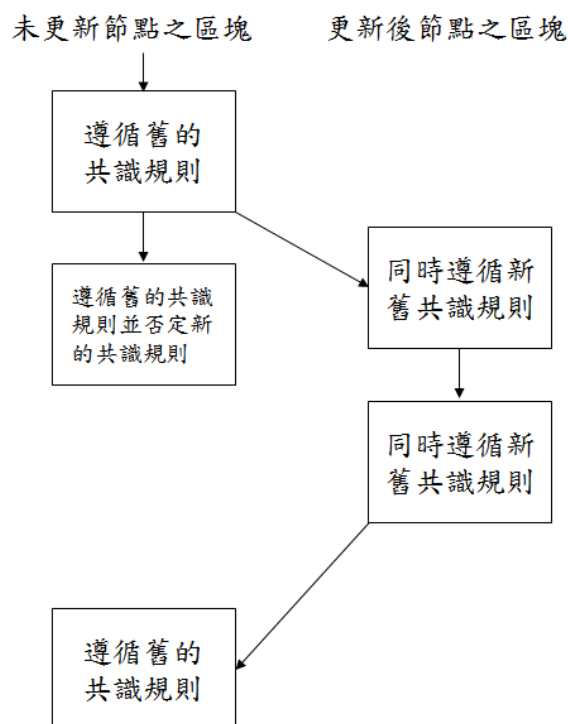 未更新節點之區塊
更新後節點之區塊
遵循舊的
共識規則
同時遵循新
舊共識規則
遵循舊的共識
規則並否定新
的共識規則
同時遵循新
舊共識規則
遵循舊的
共識規則